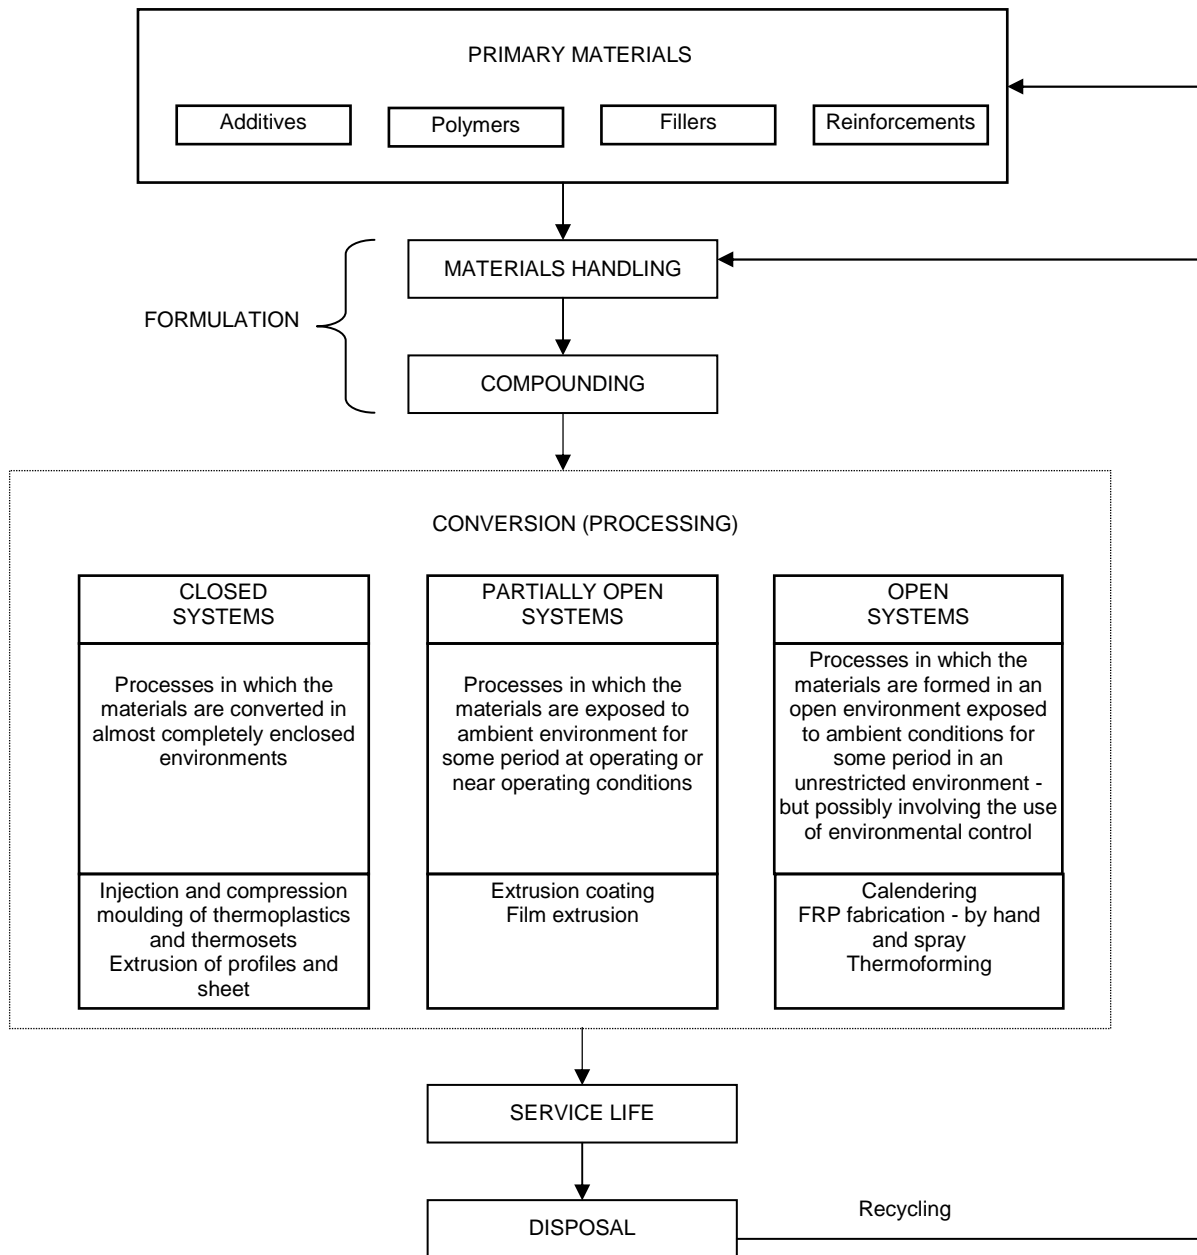 PRIMARY MATERIALS
Additives
Polymers
Fillers
Reinforcements
MATERIALS HANDLING
FORMULATION
COMPOUNDING
CONVERSION (PROCESSING)
CLOSED
SYSTEMS
Processes in which the
materials are converted in
almost completely enclosed
environments
Injection and compression
moulding of thermoplastics
and thermosets
Extrusion of profiles and
sheet
PARTIALLY OPEN
SYSTEMS
Processes in which the
materials are exposed to
ambient environment for
some period at operating or
near operating conditions
Extrusion coating
Film extrusion
OPEN
SYSTEMS
Processes in which the
materials are formed in an
open environment exposed
to ambient conditions for
some period in an
unrestricted environment -
but possibly involving the use
of environmental control
Calendering
FRP fabrication - by hand
and spray
Thermoforming
SERVICE LIFE
DISPOSAL
Recycling